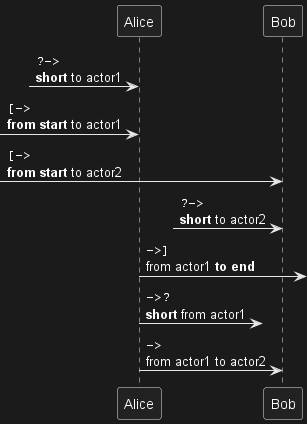 Alice Bob
?->
short to actor1
[->
from start to actor1
[->
from start to actor2
?->
short to actor2
->]
from actor1 to end
->?
short from actor1
->
from actor1 to actor2
Alice Bob